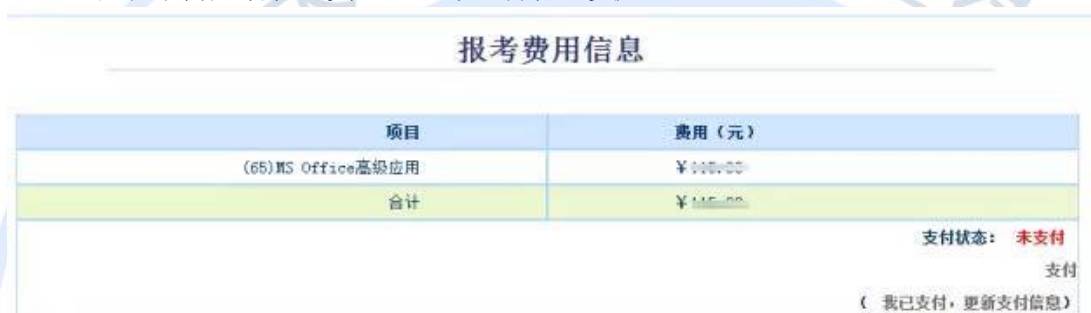 报考费用信息
项目 费用（元）
(65)MS Office高级应用 ￥
合计 ￥
支付状态： 未支付
支付
( 我已支付，更新支付信息)